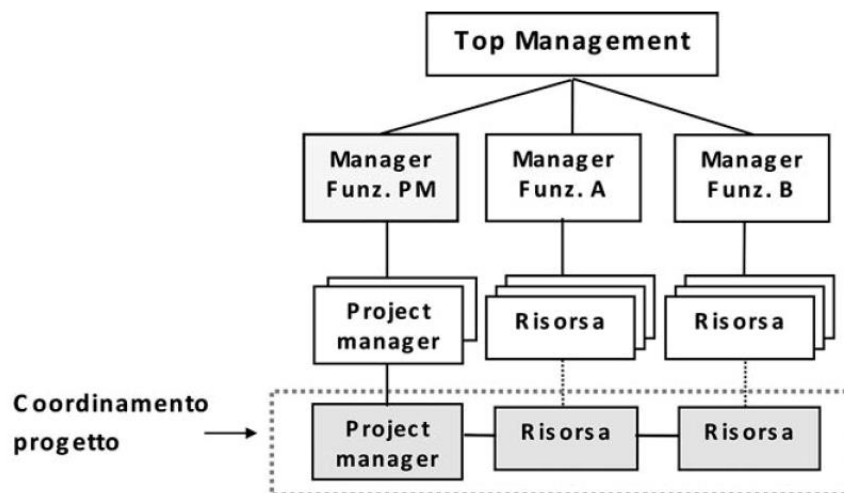 Top Management
Manager
Funz. PM
Manager
Funz. A
Manager
Funz. B
Project
manager
Risorsa
Risorsa
Coordinamento
progetto
Project
manager
Risorsa
Risorsa